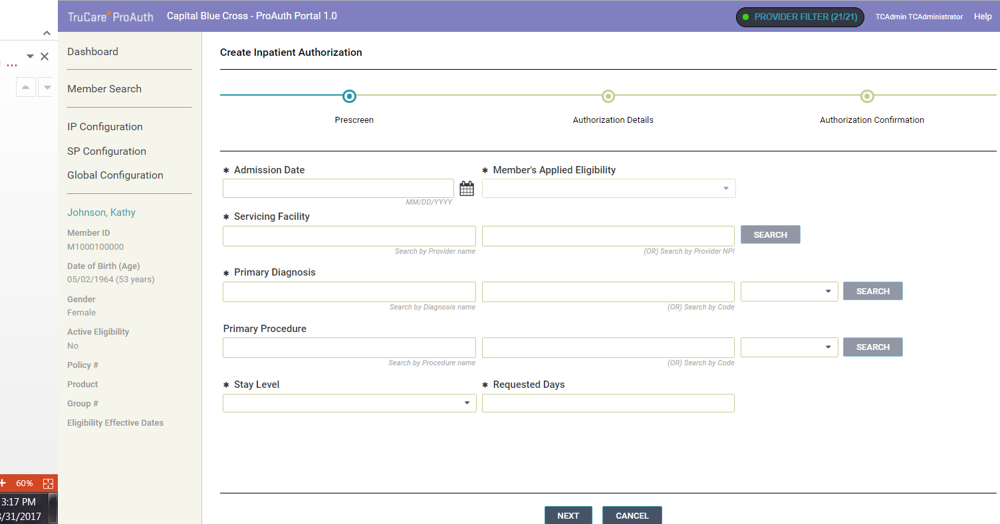 TruCare ProAuth
Capital Blue Cross - ProAuth Portal 1.0
PROVIDER FILTER (21/21)
TCAdmin TCAdministrator
Help
Dashboard
Member Search
IP Configuration
SP Configuration
Global Configuration
Johnson, Kathy
Member ID
M1000100000
Date of Birth (Age)
05/02/1964 (53 years)
Gender
Female
Active Eligibility
No
Policy #
Product
Group #
Eligibility Effective Dates
Create Inpatient Authorization
Prescreen
Authorization Details
Authorization Confirmation
✱ Admission Date
✱ Member's Applied Eligibility
MM/DD/YYYY
✱ Servicing Facility
SEARCH
Search by Provider name
(OR) Search by Provider NPI
✱ Primary Diagnosis
SEARCH
Search by Diagnosis name
(OR) Search by Code
Primary Procedure
SEARCH
Search by Procedure name
(OR) Search by Code
✱ Stay Level
✱ Requested Days
NEXT
CANCEL
...
+ 60%
3:17 PM
/31/2017